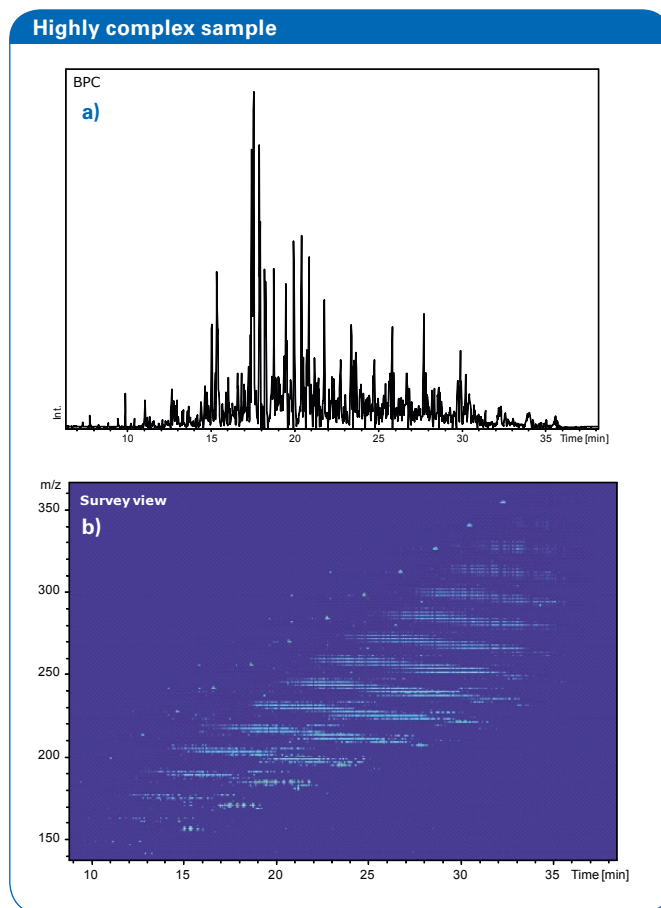 Highly complex sample
BPC
a)
Int.
10 15 20 25 30 35 Time [min]
m/z
Survey view
b)
350
300
250
200
150
10 15 20 25 30 35 Time [min]